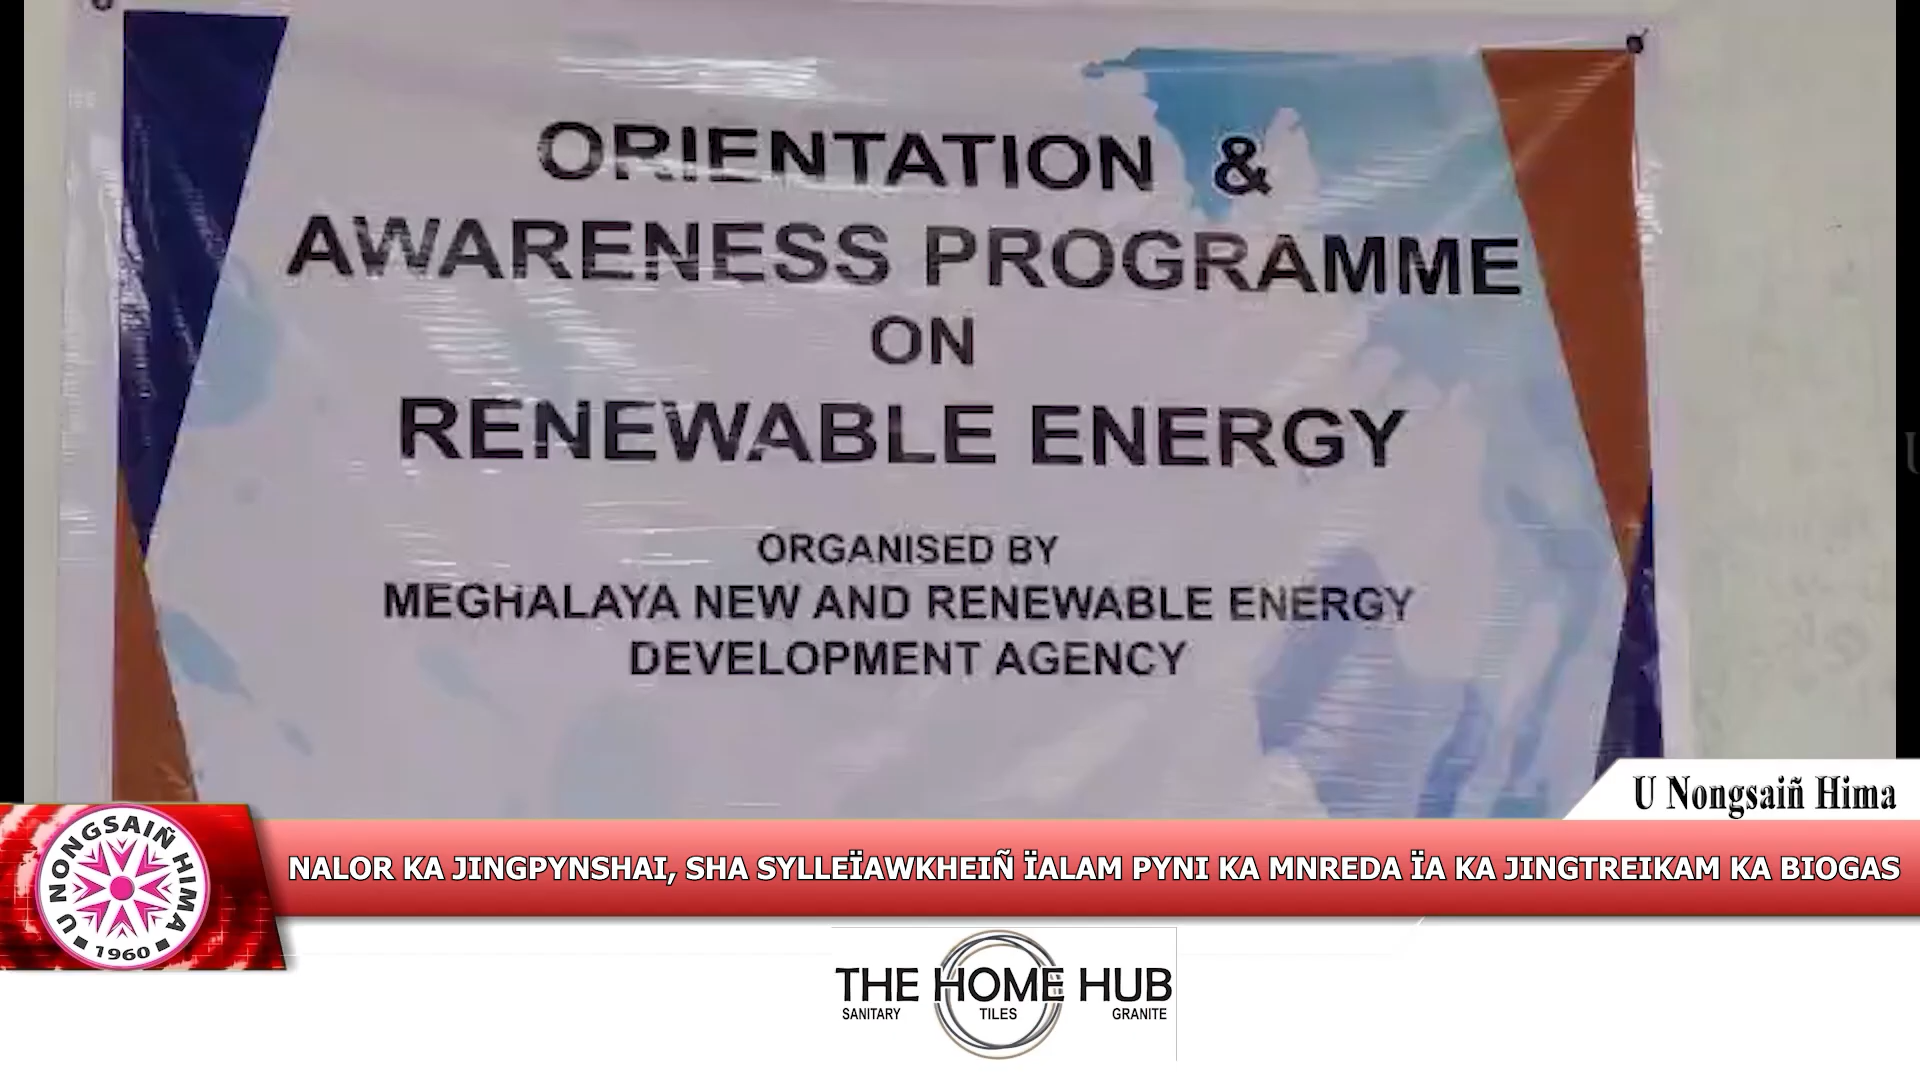 ORIENTATION &
AWARENESS PROGRAMME
ON
RENEWABLE ENERGY
ORGANISED BY
MEGHALAYA NEW AND RENEWABLE ENERGY
DEVELOPMENT AGENCY
U Nongsaiñ Hima
U NONGSAIÑ HIMA
1960
NALOR KA JINGPYNSHAI, SHA SYLLEÏAWKHEIÑ ÏALAM PYNI KA MNREDA ÏA KA JINGTREIKAM KA BIOGAS
THE HOME HUB
SANITARY TILES GRANITE